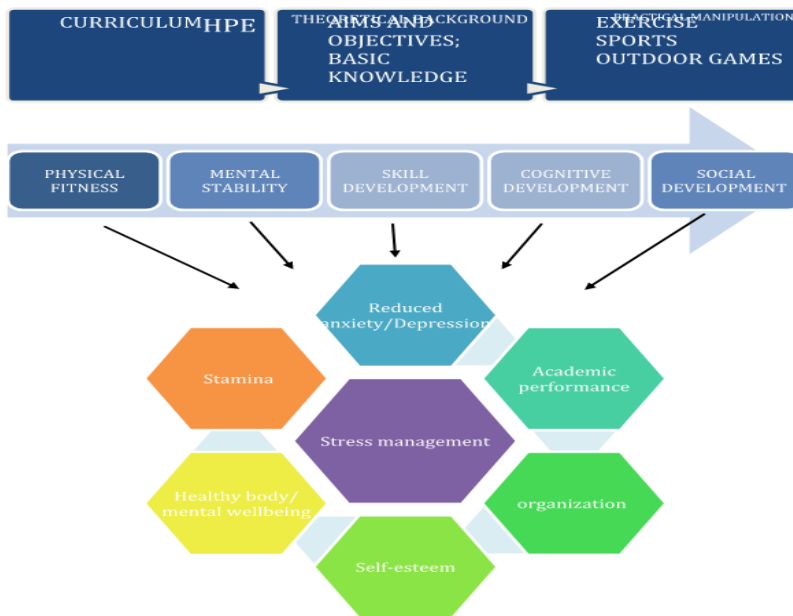 CURRICULUM HPE
THEORETICAL BACKGROUND
AIMS AND
OBJECTIVES;
BASIC
KNOWLEDGE
PRACTICAL MANIPULATION
EXERCISE
SPORTS
OUTDOOR GAMES
PHYSICAL
FITNESS
MENTAL
STABILITY
SKILL
DEVELOPMENT
COGNITIVE
DEVELOPMENT
SOCIAL
DEVELOPMENT
Reduced
anxiety/Depression
Stamina
Academic
performance
Stress management
Healthy body/
mental wellbeing
organization
Self-esteem